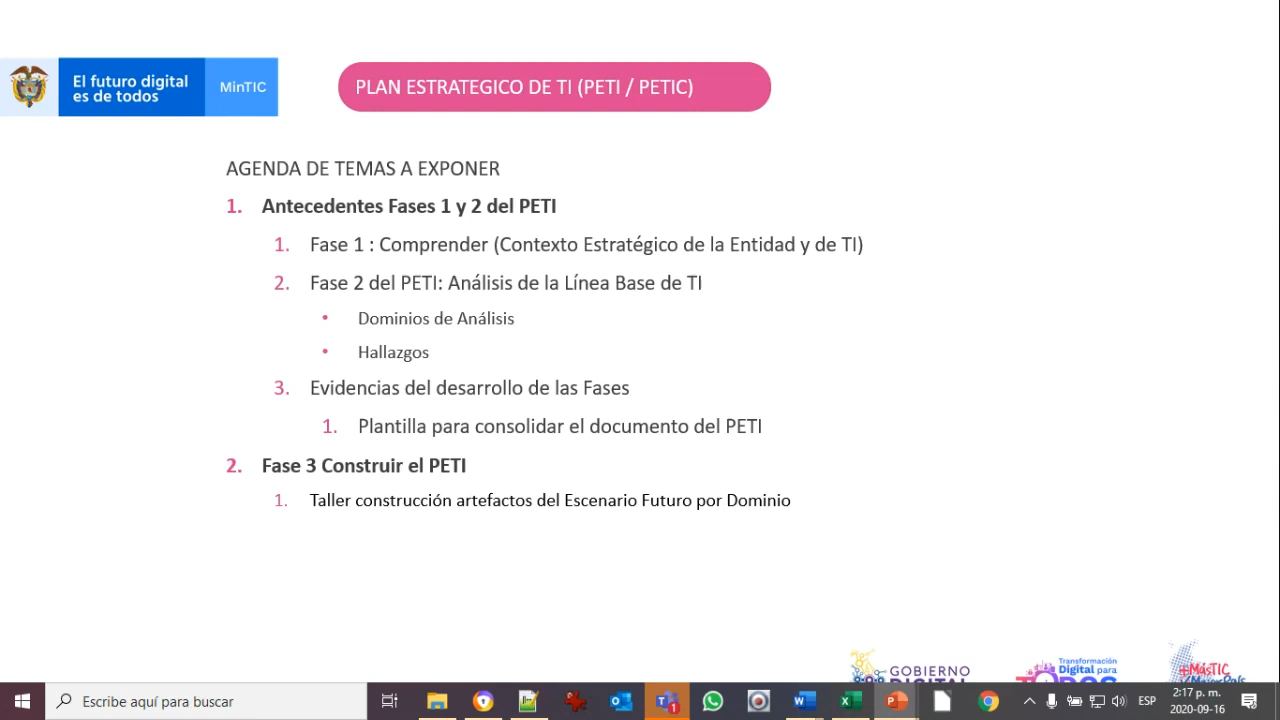 El futuro digital
es de todos
MinTIC
PLAN ESTRATEGICO DE TI (PETI / PETIC)
AGENDA DE TEMAS A EXPONER
1. Antecedentes Fases 1 y 2 del PETI
1. Fase 1 : Comprender (Contexto Estratégico de la Entidad y de TI)
2. Fase 2 del PETI: Análisis de la Línea Base de TI
• Dominios de Análisis
• Hallazgos
3. Evidencias del desarrollo de las Fases
1. Plantilla para consolidar el documento del PETI
2. Fase 3 Construir el PETI
1. Taller construcción artefactos del Escenario Futuro por Dominio
GOBIERNO
DIGITAL
Transformación
Digital para
TODOS
+MásTIC
Escribe aquí para buscar
ESP
2:17 p. m.
2020-09-16